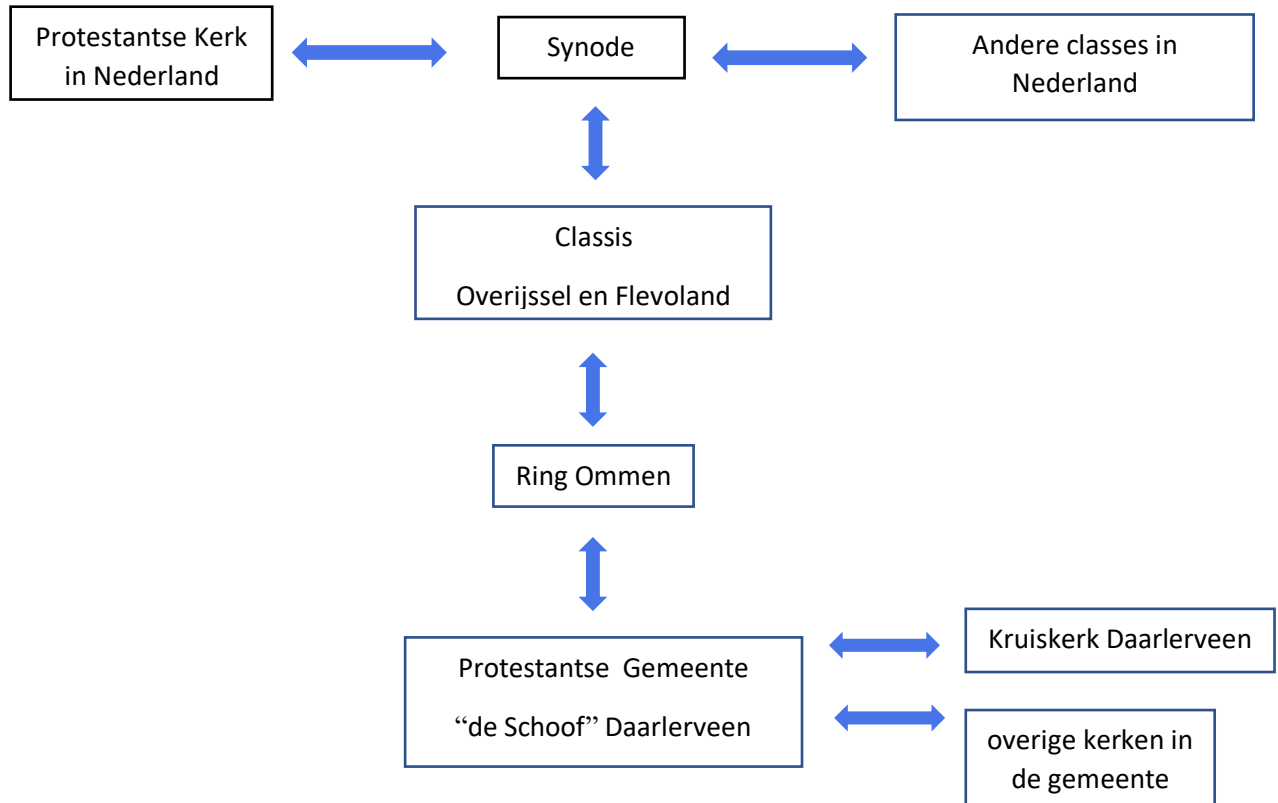 Protestantse Kerk
in Nederland
Synode
Andere classes in
Nederland
Classis
Overijssel en Flevoland
Ring Ommen
Protestantse  Gemeente
“de Schoof” Daarlerveen
Kruiskerk Daarlerveen
overige kerken in
de gemeente